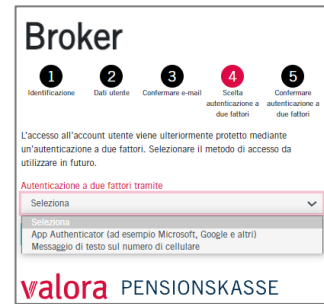 Broker
1 2 3 4 5
Identificazione Dati utente Confermare e-mail Scelta autenticazione a due fattori Confermare autenticazione a due fattori
L'accesso all'account utente viene ulteriormente protetto mediante
un'autenticazione a due fattori. Selezionare il metodo di accesso da
utilizzare in futuro.
Autenticazione a due fattori tramite
Seleziona
Seleziona
App Authenticator (ad esempio Microsoft, Google e altri)
Messaggio di testo sul numero di cellulare
valora PENSIONSKASSE